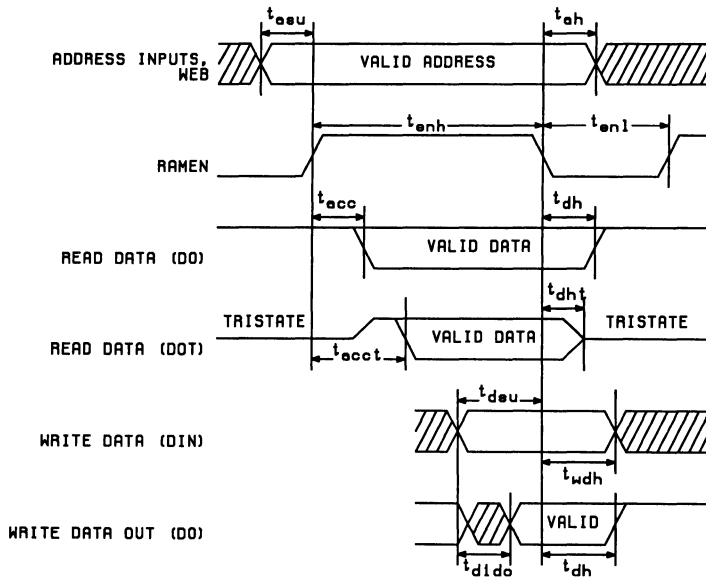 tasu
tah
ADDRESS INPUTS,
WEB
VALID ADDRESS
tenh
tenl
RAMEN
tacc
tdh
READ DATA (DO)
VALID DATA
tdht
TRISTATE
TRISTATE
READ DATA (DOT)
VALID DATA
tacct
tdsu
WRITE DATA (DIN)
twdh
WRITE DATA OUT (DO)
VALID
tdido
tdh